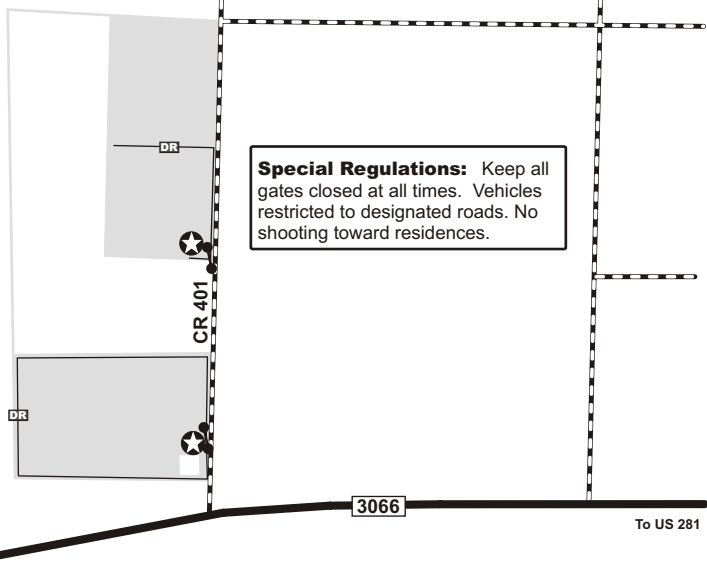 DR
Special Regulations: Keep all
gates closed at all times. Vehicles
restricted to designated roads. No
shooting toward residences.
CR 401
DR
3066
To US 281